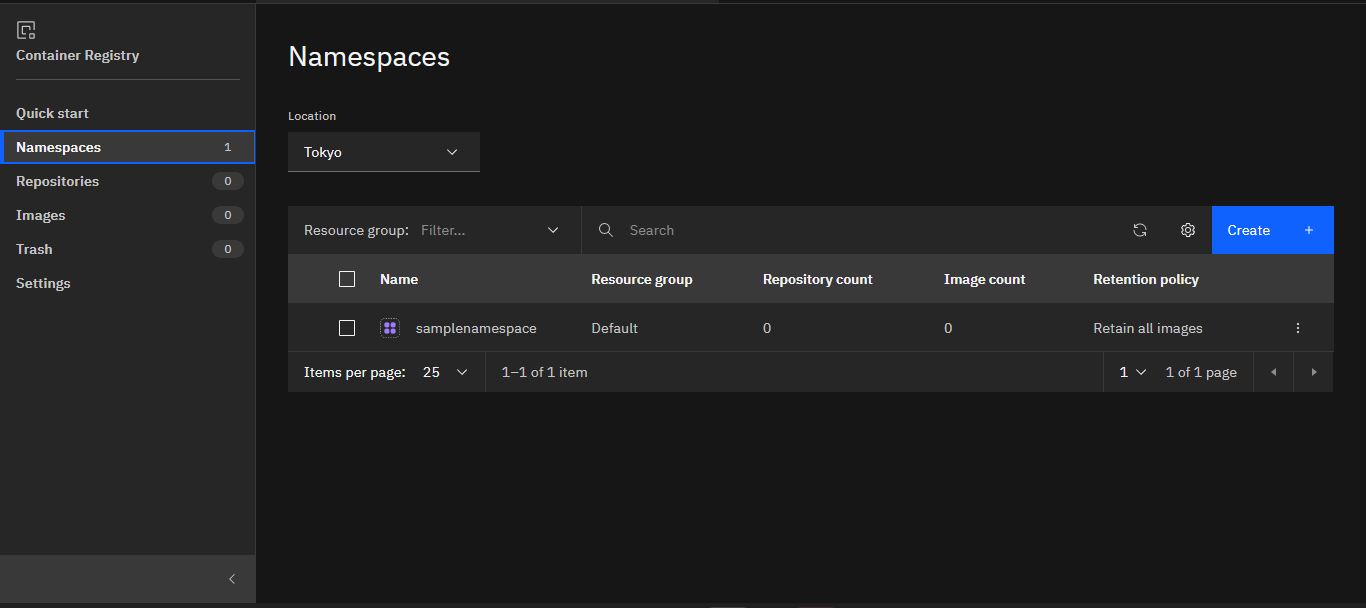 Container Registry
Quick start
Namespaces 1
Repositories 0
Images 0
Trash 0
Settings
Namespaces
Location
Tokyo
Resource group: Filter... Search Create +
Name Resource group Repository count Image count Retention policy
samplenamespace Default 0 0 Retain all images
Items per page: 25 1–1 of 1 item 1 1 of 1 page